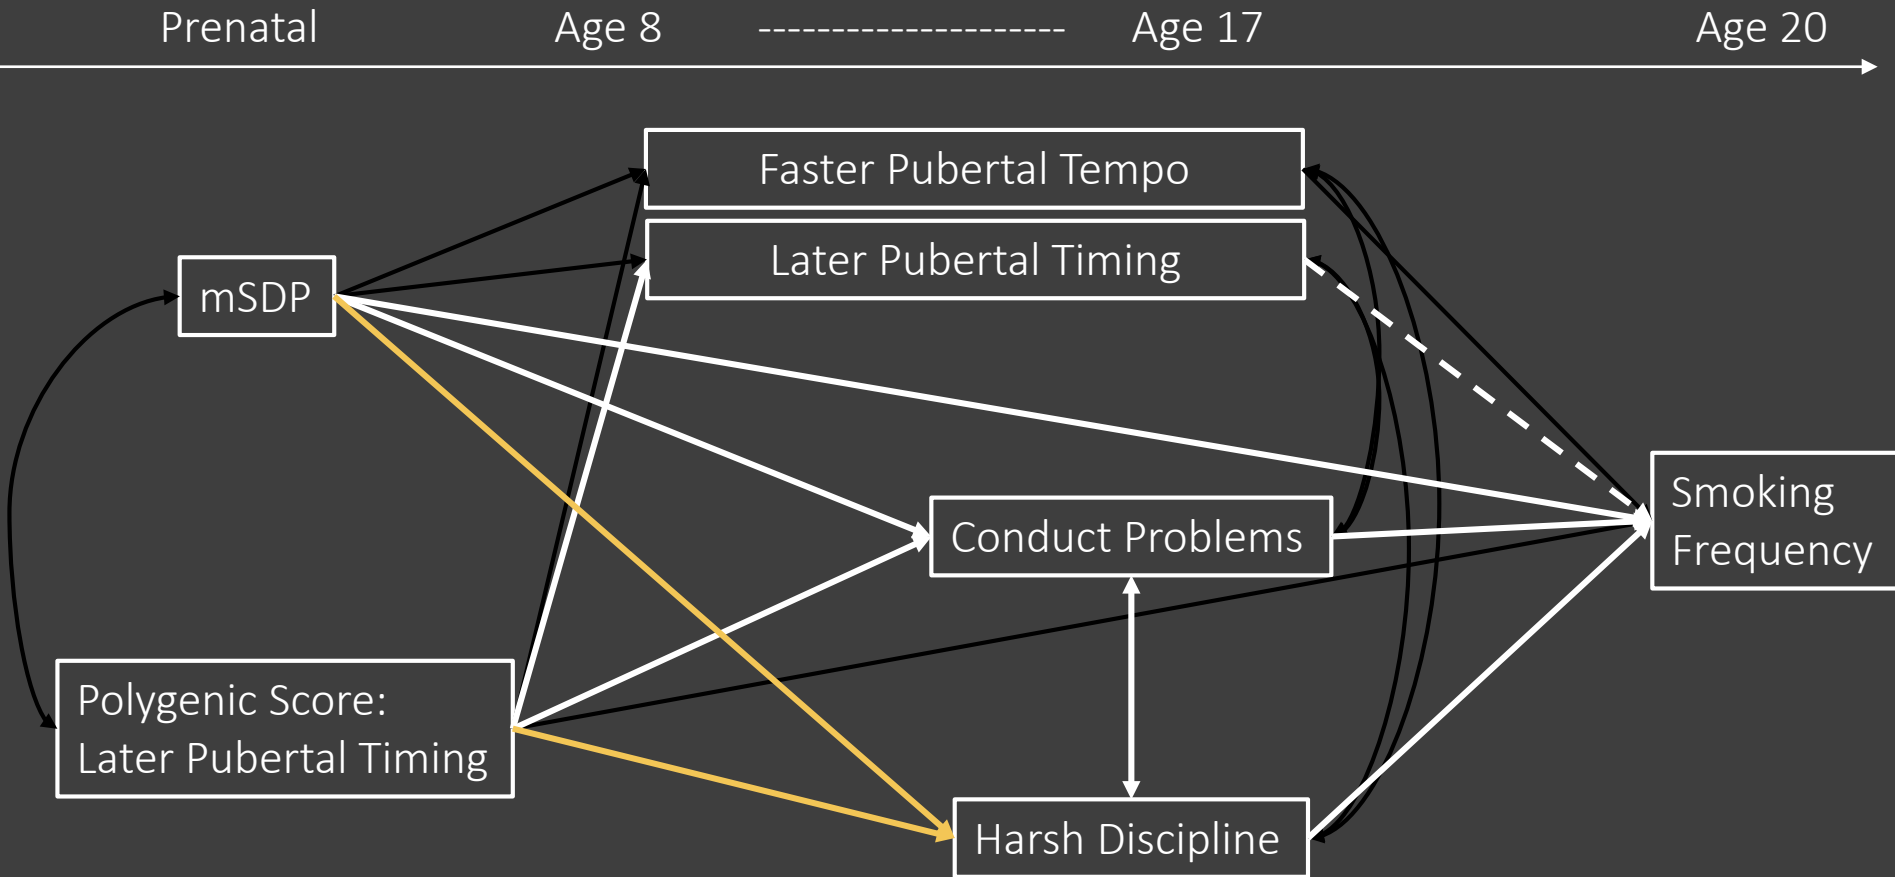 Prenatal Age 8 --------------------- Age 17 Age 20
Faster Pubertal Tempo
Later Pubertal Timing
mSDP
Smoking
Frequency
Conduct Problems
Polygenic Score:
Later Pubertal Timing
Harsh Discipline